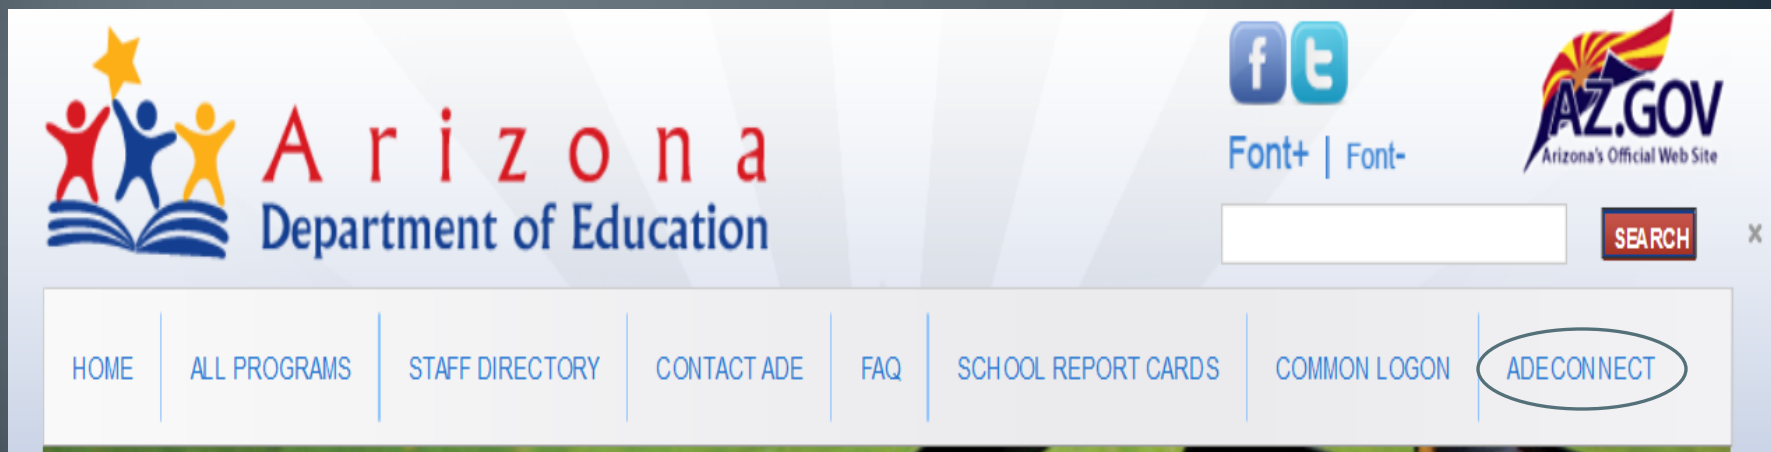 Arizona
Department of Education
f t
Font+ | Font-
AZ.GOV
Arizona's Official Web Site
SEARCH
×
HOME
ALL PROGRAMS
STAFF DIRECTORY
CONTACT ADE
FAQ
SCHOOL REPORT CARDS
COMMON LOGON
ADECONNECT